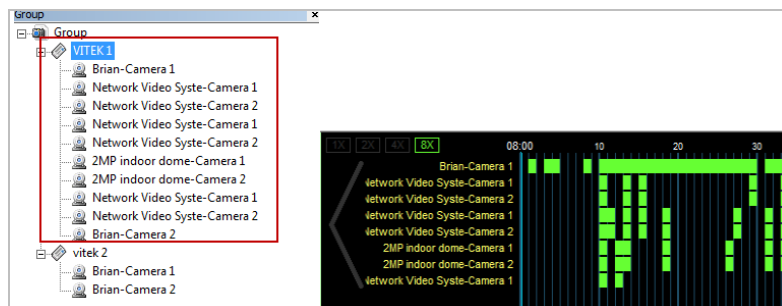 Group
Group
VITEK 1
Brian-Camera 1
Network Video Syste-Camera 1
Network Video Syste-Camera 2
Network Video Syste-Camera 1
Network Video Syste-Camera 2
2MP indoor dome-Camera 1
2MP indoor dome-Camera 2
Network Video Syste-Camera 1
Network Video Syste-Camera 2
Brian-Camera 2
vitek 2
Brian-Camera 1
Brian-Camera 2
1X 2X 4X 8X 08:00 10 20 30
Brian-Camera 1
Network Video Syste-Camera 1
Network Video Syste-Camera 2
Network Video Syste-Camera 1
Network Video Syste-Camera 2
2MP indoor dome-Camera 1
2MP indoor dome-Camera 2
Network Video Syste-Camera 1